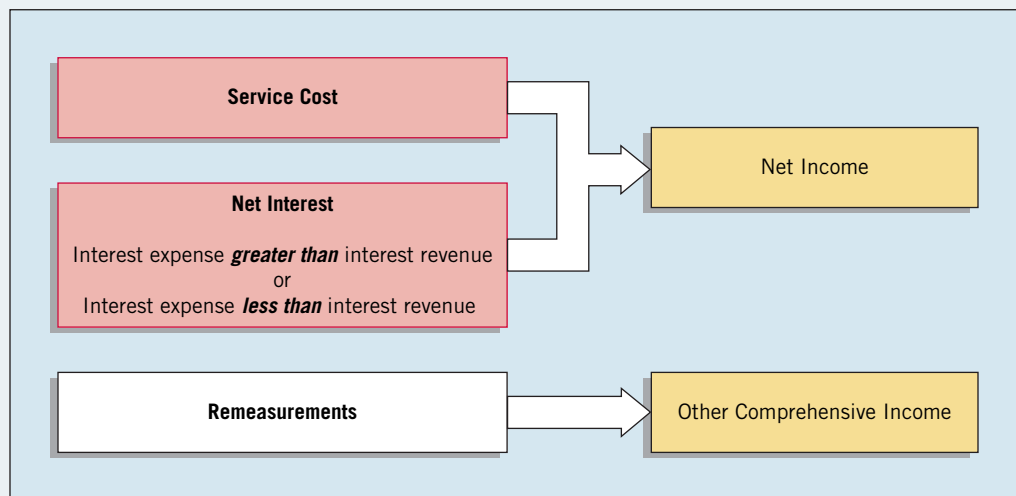 Service Cost
Net Interest
Interest expense greater than interest revenue
or
Interest expense less than interest revenue
Net Income
Remeasurements
Other Comprehensive Income